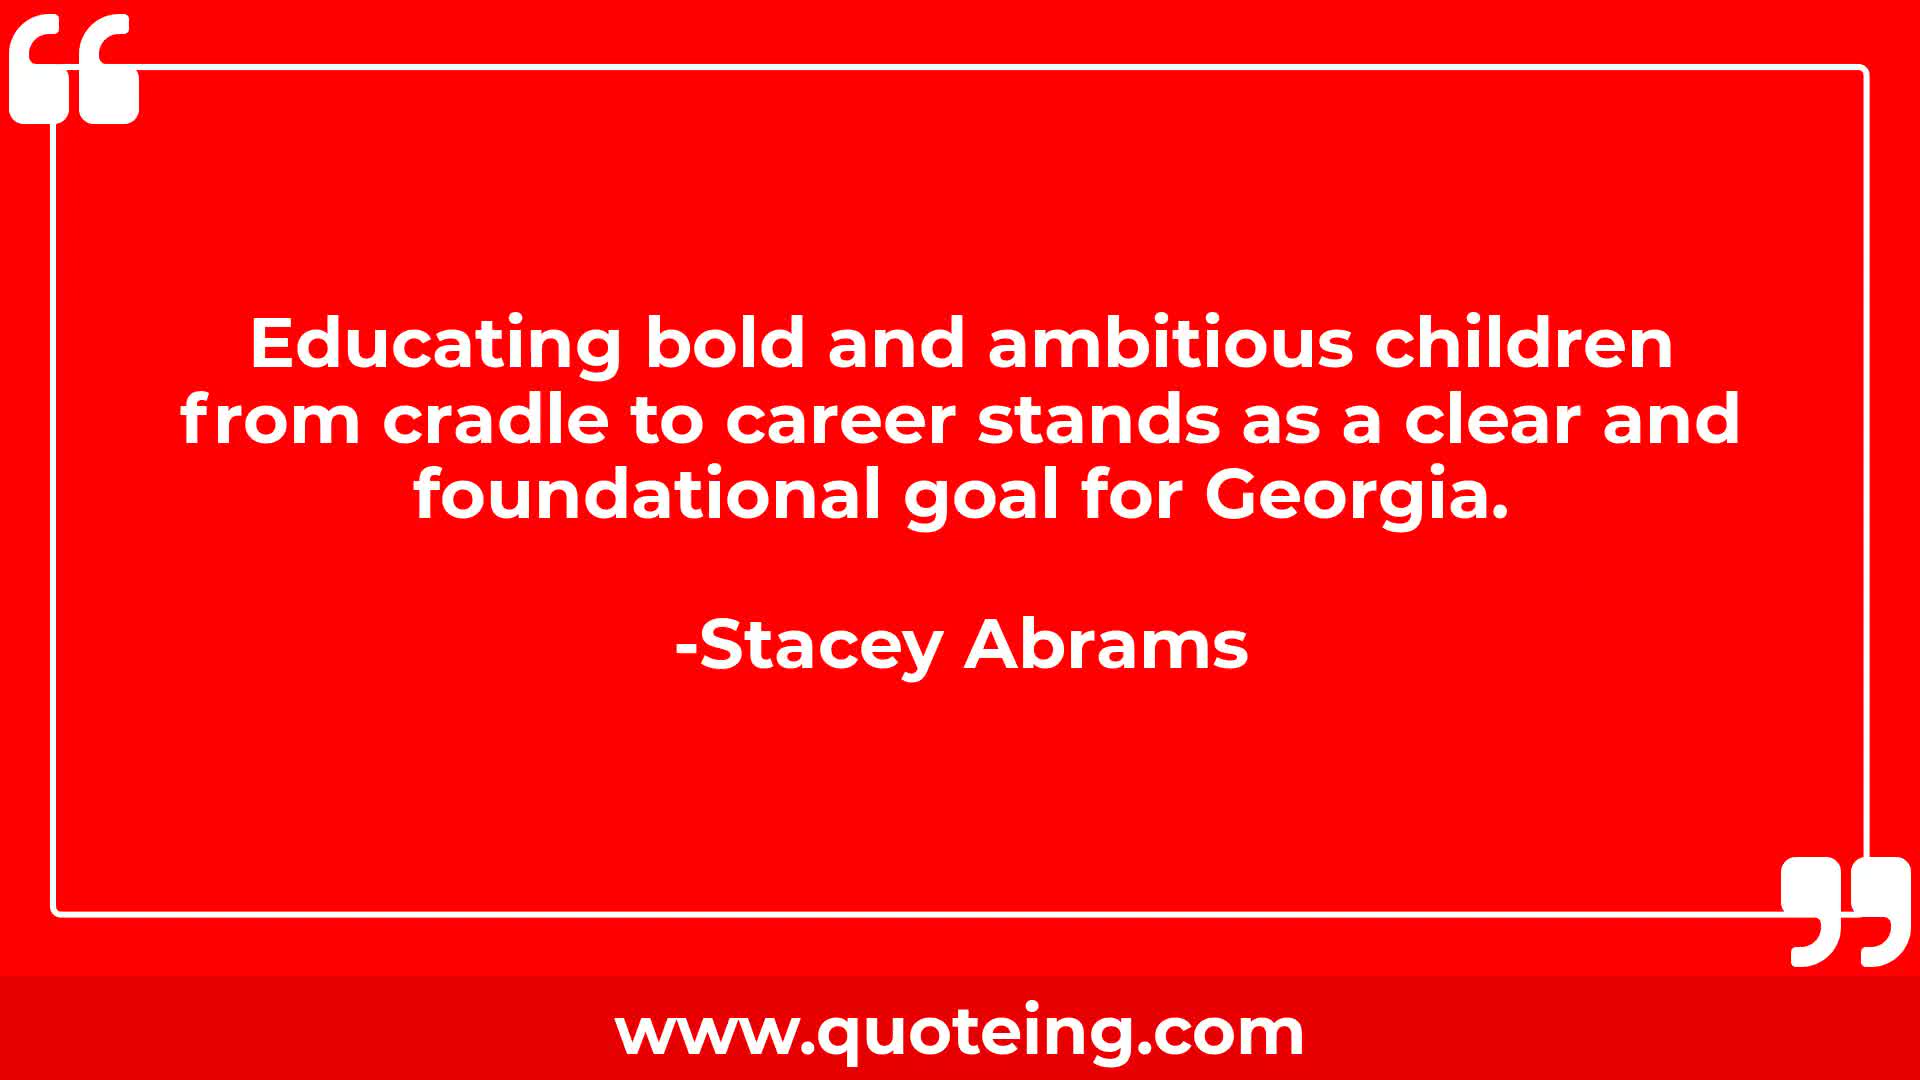 Educating bold and ambitious children
from cradle to career stands as a clear and
foundational goal for Georgia.
-Stacey Abrams
www.quoteing.com